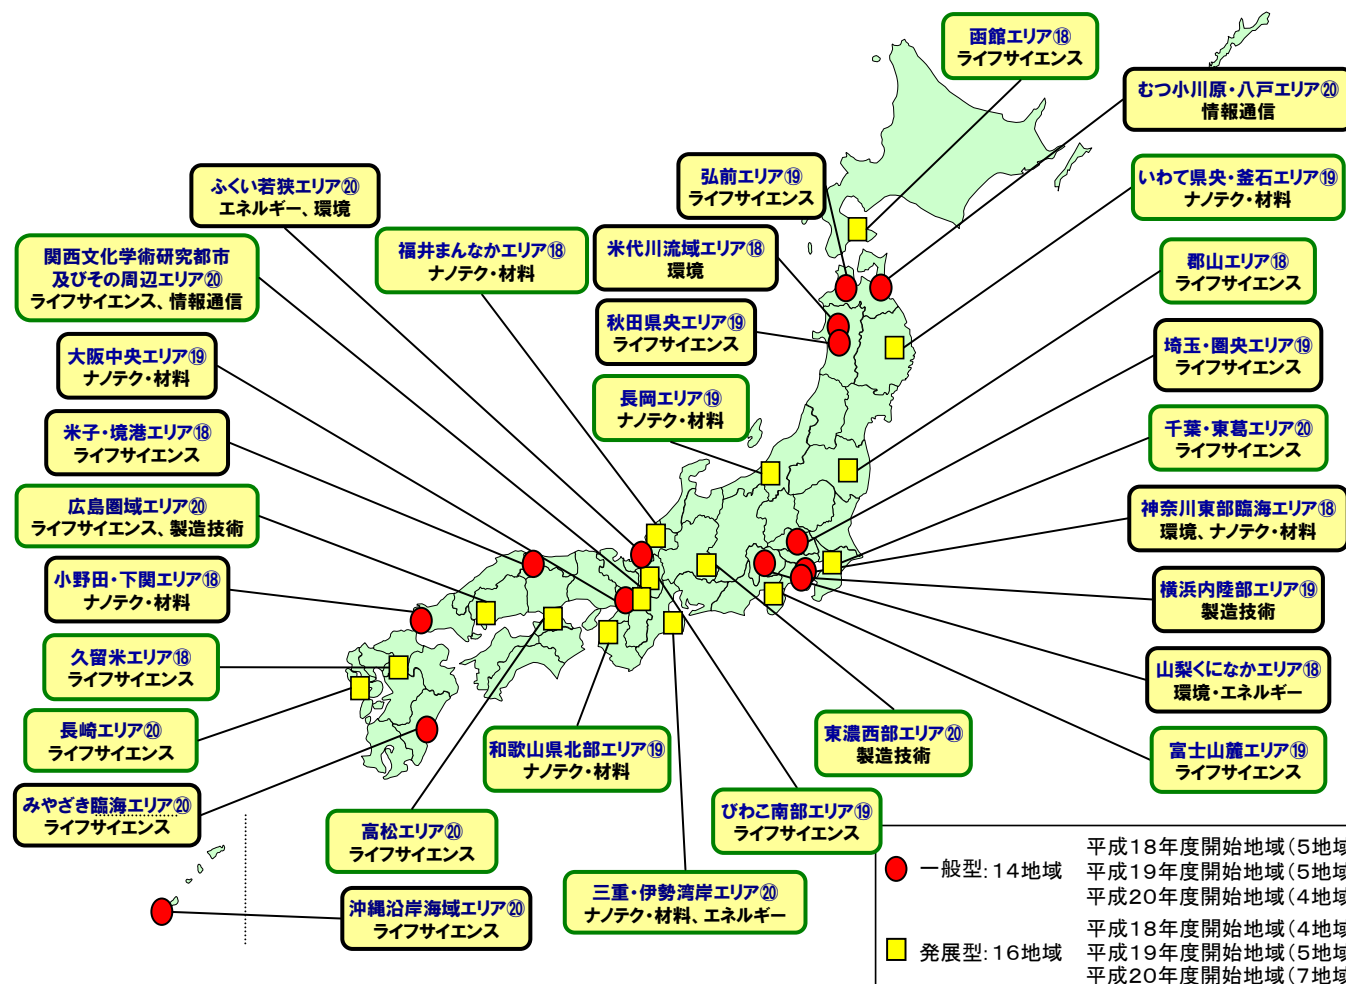 函館エリア⑱
ライフサイエンス
むつ小川原・八戸エリア⑳
情報通信
弘前エリア⑲
ライフサイエンス
いわて県央・釜石エリア⑲
ナノテク・材料
ふくい若狭エリア⑳
エネルギー、環境
福井まんなかエリア⑱
ナノテク・材料
米代川流域エリア⑱
環境
関西文化学術研究都市
及びその周辺エリア⑳
ライフサイエンス、情報通信
郡山エリア⑱
ライフサイエンス
秋田県央エリア⑲
ライフサイエンス
埼玉・圏央エリア⑲
ライフサイエンス
大阪中央エリア⑲
ナノテク・材料
長岡エリア⑲
ナノテク・材料
千葉・東葛エリア⑳
ライフサイエンス
米子・境港エリア⑱
ライフサイエンス
広島圏域エリア⑳
ライフサイエンス、製造技術
神奈川東部臨海エリア⑱
環境、ナノテク・材料
小野田・下関エリア⑱
ナノテク・材料
横浜内陸部エリア⑲
製造技術
久留米エリア⑱
ライフサイエンス
山梨くになかエリア⑱
環境・エネルギー
長崎エリア⑳
ライフサイエンス
和歌山県北部エリア⑲
ナノテク・材料
東濃西部エリア⑳
製造技術
富士山麓エリア⑲
ライフサイエンス
みやざき臨海エリア⑳
ライフサイエンス
高松エリア⑳
ライフサイエンス
びわこ南部エリア⑲
ライフサイエンス
三重・伊勢湾岸エリア⑳
ナノテク・材料、エネルギー
沖縄沿岸海域エリア⑳
ライフサイエンス
一般型:14地域
平成18年度開始地域(5地域
平成19年度開始地域(5地域
平成20年度開始地域(4地域
発展型:16地域
平成18年度開始地域(4地域
平成19年度開始地域(5地域
平成20年度開始地域(7地域